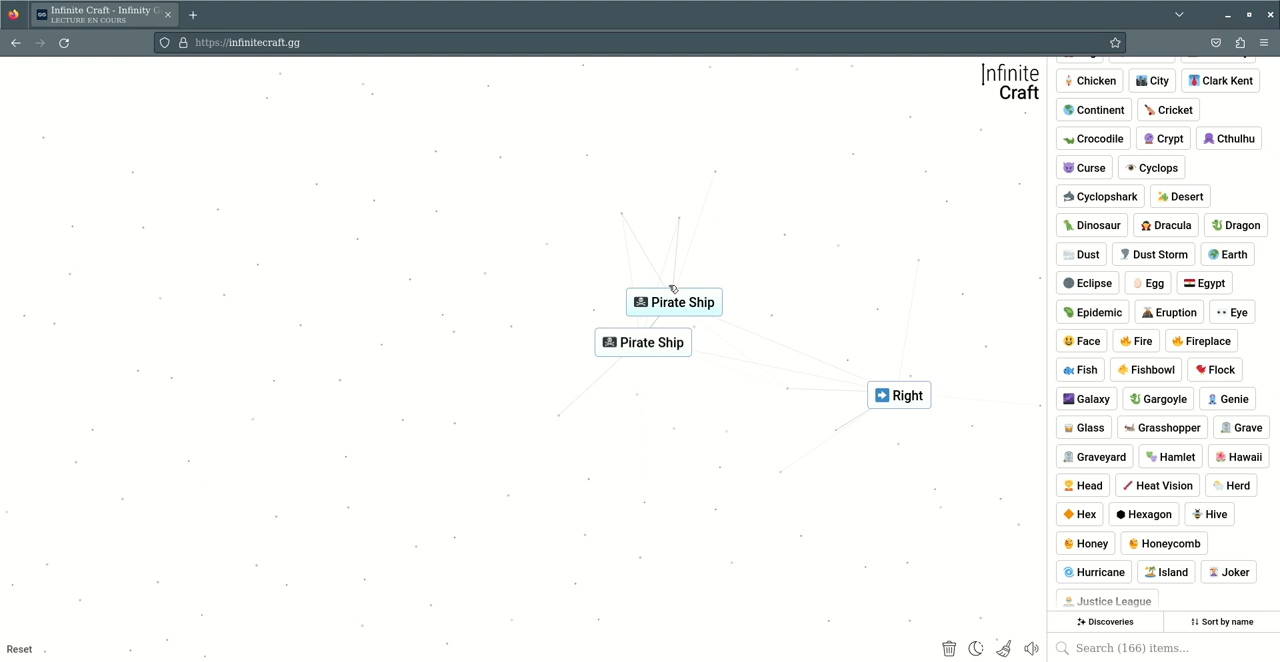 Infinite Craft - Infinity C
LECTURE EN COURS
https://infinitecraft.gg
Infinite
Craft
Pirate Ship
Pirate Ship
Right
Reset
Chicken City Clark Kent
Continent Cricket
Crocodile Crypt Cthulhu
Curse Cyclops
Cyclopshark Desert
Dinosaur Dracula Dragon
Dust Dust Storm Earth
Eclipse Egg Egypt
Epidemic Eruption Eye
Face Fire Fireplace
Fish Fishbowl Flock
Galaxy Gargoyle Genie
Glass Grasshopper Grave
Graveyard Hamlet Hawaii
Head Heat Vision Herd
Hex Hexagon Hive
Honey Honeycomb
Hurricane Island Joker
Justice League
Discoveries Sort by name
Search (166) items...